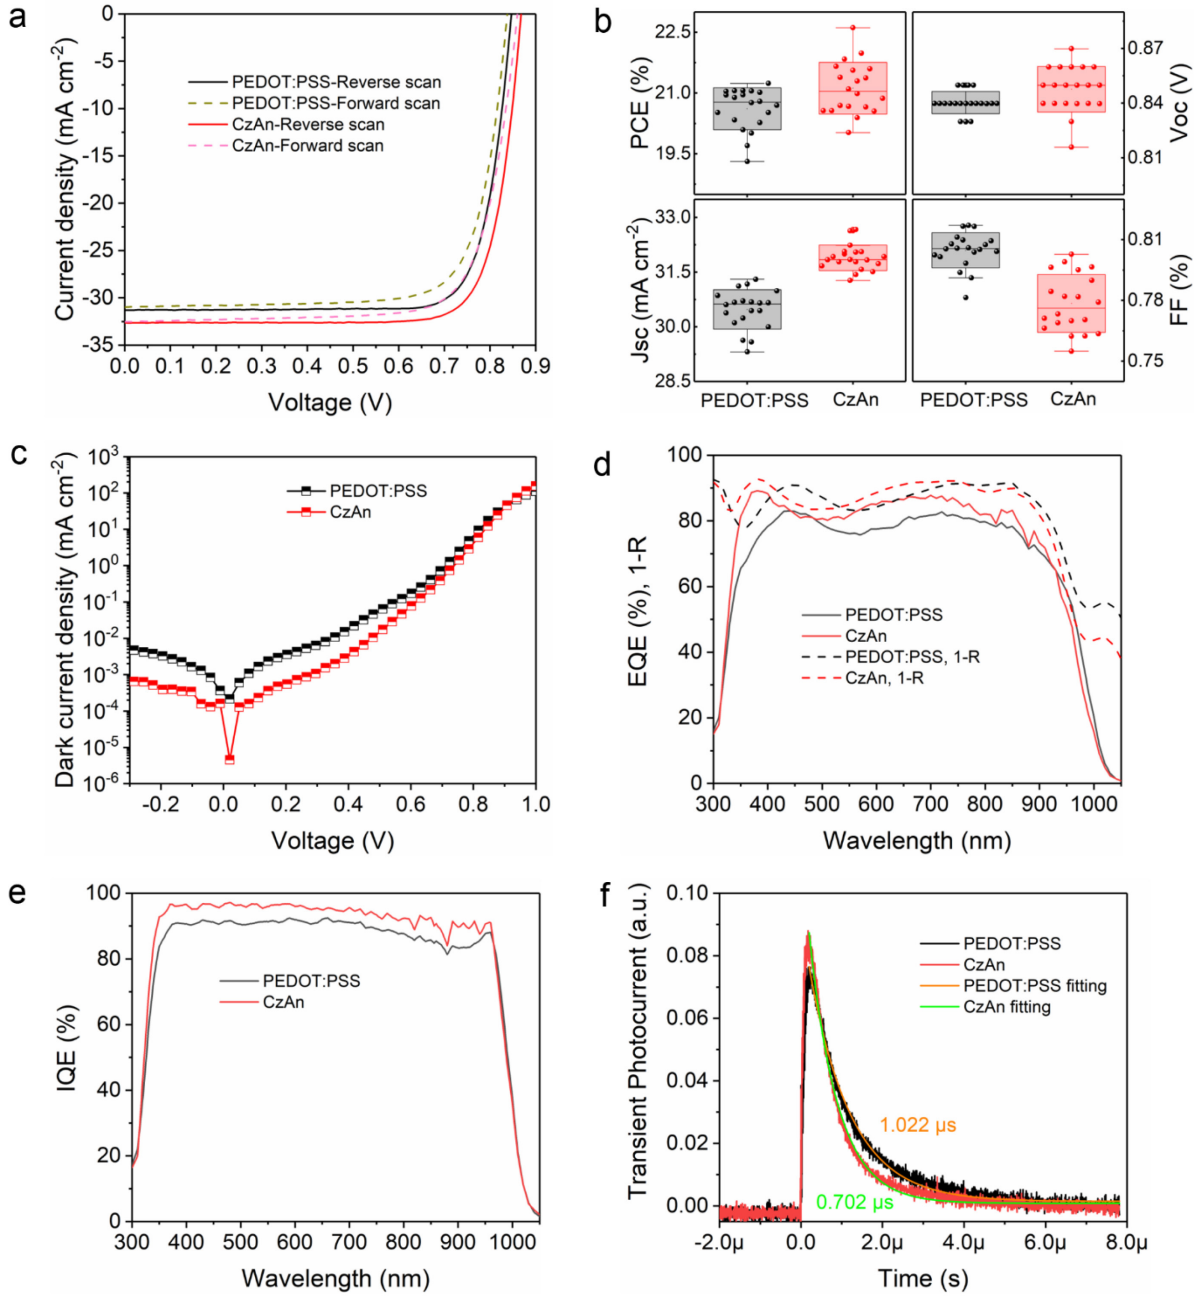 a
Current density (mA cm⁻²)
0
-5
-10
-15
-20
-25
-30
-35
PEDOT:PSS-Reverse scan
PEDOT:PSS-Forward scan
CzAn-Reverse scan
CzAn-Forward scan
0.0 0.1 0.2 0.3 0.4 0.5 0.6 0.7 0.8 0.9
Voltage (V)
b
PCE (%)
22.5
21.0
19.5
0.87
0.84
0.81
Voc (V)
Jsc (mA cm⁻²)
33.0
31.5
30.0
28.5
0.81
0.78
0.75
FF (%)
PEDOT:PSS CzAn PEDOT:PSS CzAn
c
Dark current density (mA cm⁻²)
10³
10²
10¹
10⁰
10⁻¹
10⁻²
10⁻³
10⁻⁴
10⁻⁵
10⁻⁶
PEDOT:PSS
CzAn
-0.2 0.0 0.2 0.4 0.6 0.8 1.0
Voltage (V)
d
EQE (%), 1-R
100
80
60
40
20
0
PEDOT:PSS
CzAn
PEDOT:PSS, 1-R
CzAn, 1-R
300 400 500 600 700 800 900 1000
Wavelength (nm)
e
IQE (%)
100
80
60
40
20
0
PEDOT:PSS
CzAn
300 400 500 600 700 800 900 1000
Wavelength (nm)
f
Transient Photocurrent (a.u.)
0.10
0.08
0.06
0.04
0.02
0.00
PEDOT:PSS
CzAn
PEDOT:PSS fitting
CzAn fitting
1.022 µs
0.702 µs
-2.0µ 0.0 2.0µ 4.0µ 6.0µ 8.0µ
Time (s)